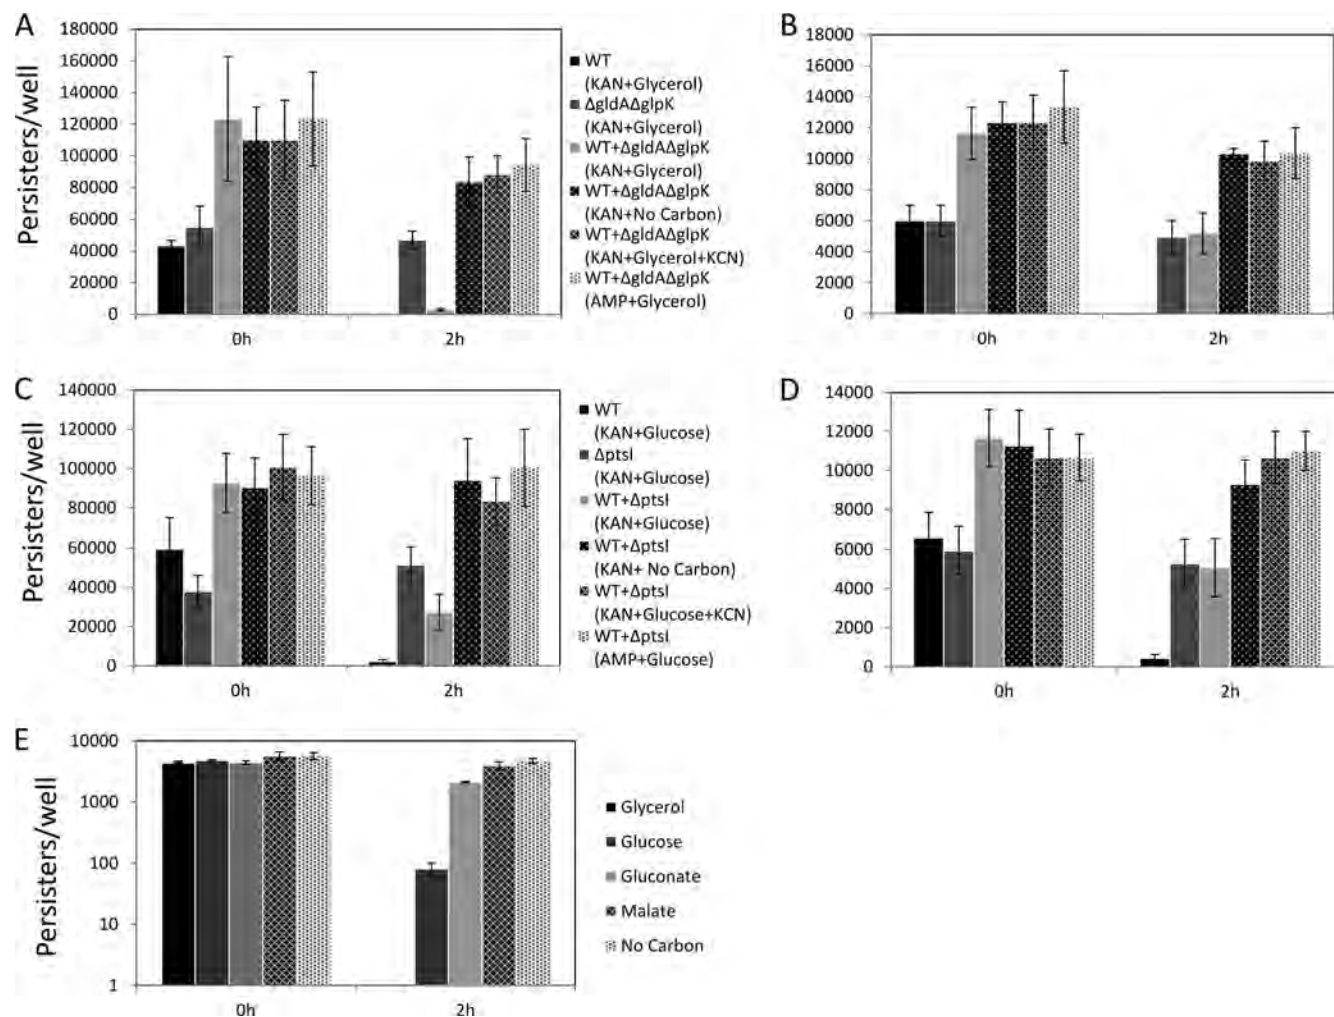 A
Persisters/well
180000
160000
140000
120000
100000
80000
60000
40000
20000
0
0h
2h
WT
(KAN+Glycerol)
ΔgldAΔglpK
(KAN+Glycerol)
WT+ΔgldAΔglpK
(KAN+Glycerol)
WT+ΔgldAΔglpK
(KAN+No Carbon)
WT+ΔgldAΔglpK
(KAN+Glycerol+KCN)
WT+ΔgldAΔglpK
(AMP+Glycerol)
B
18000
16000
14000
12000
10000
8000
6000
4000
2000
0
0h
2h
C
Persisters/well
140000
120000
100000
80000
60000
40000
20000
0
0h
2h
WT
(KAN+Glucose)
ΔptsI
(KAN+Glucose)
WT+ΔptsI
(KAN+Glucose)
WT+ΔptsI
(KAN+ No Carbon)
WT+ΔptsI
(KAN+Glucose+KCN)
WT+ΔptsI
(AMP+Glucose)
D
14000
12000
10000
8000
6000
4000
2000
0
0h
2h
E
Persisters/well
10000
1000
100
10
1
0h
2h
Glycerol
Glucose
Gluconate
Malate
No Carbon